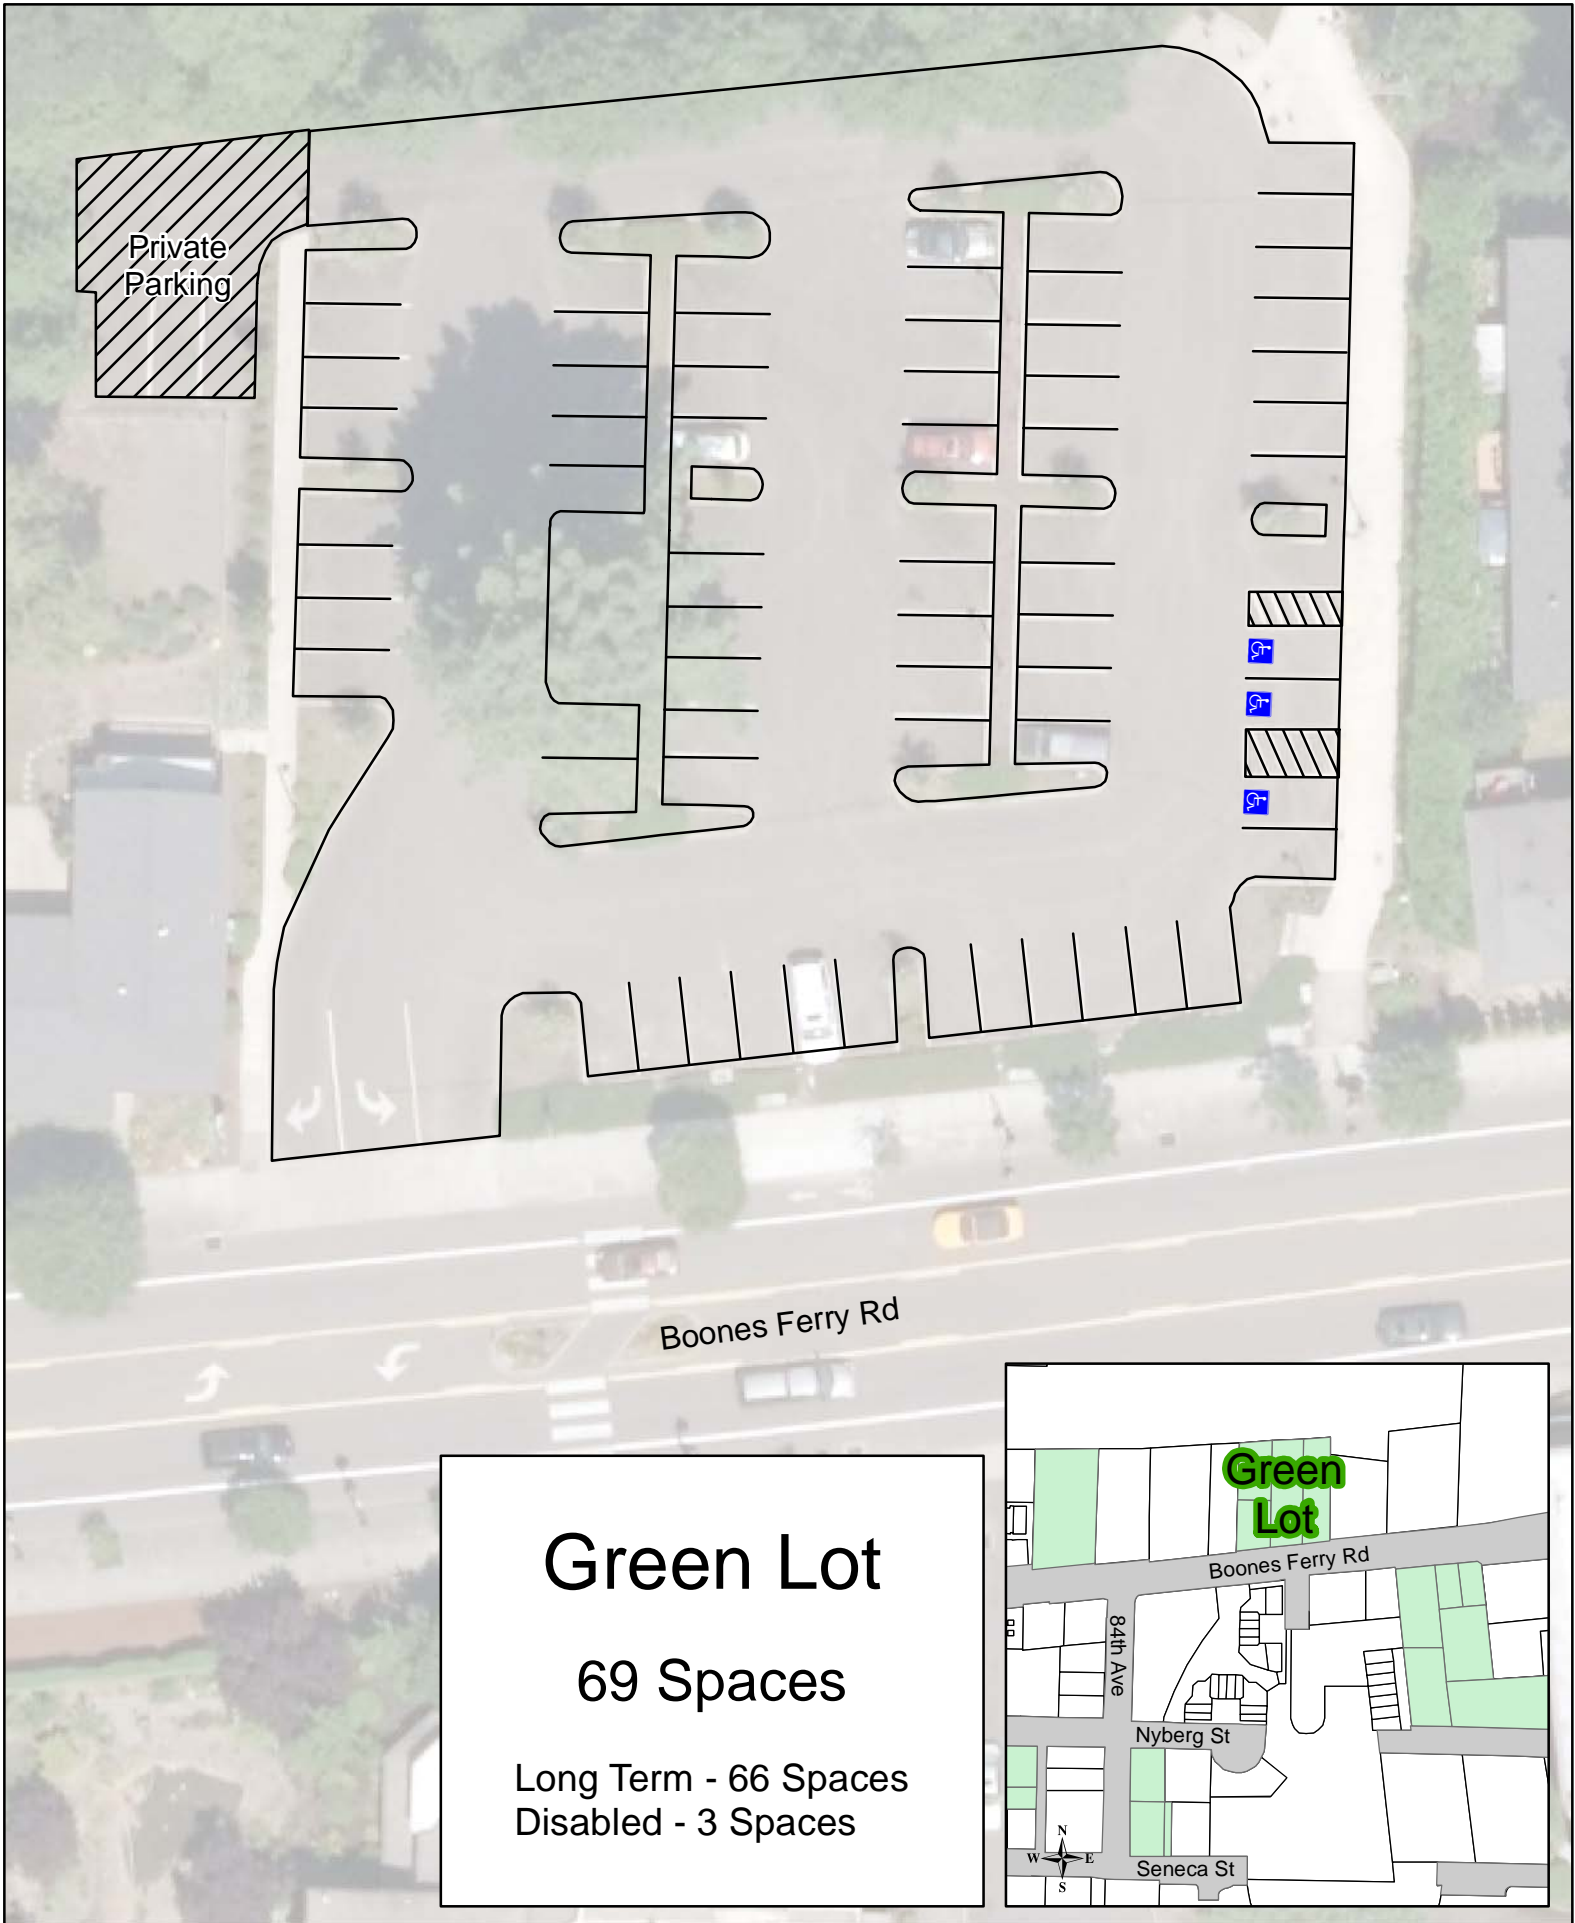 Private
Parking
Boones Ferry Rd
Green Lot
69 Spaces
Long Term - 66 Spaces
Disabled - 3 Spaces
Green
Lot
Boones Ferry Rd
84th Ave
Nyberg St
N
W E
S
Seneca St